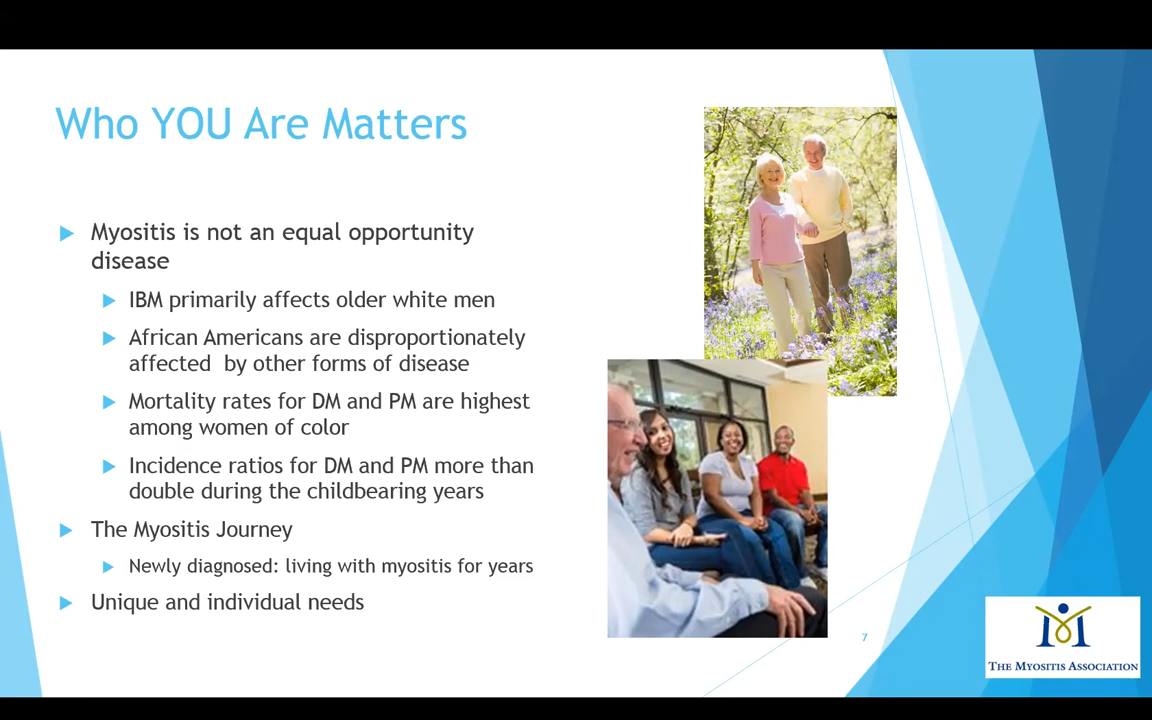 Who YOU Are Matters
Myositis is not an equal opportunity
disease
IBM primarily affects older white men
African Americans are disproportionately
affected by other forms of disease
Mortality rates for DM and PM are highest
among women of color
Incidence ratios for DM and PM more than
double during the childbearing years
The Myositis Journey
Newly diagnosed: living with myositis for years
Unique and individual needs
7
THE MYOSITIS ASSOCIATION